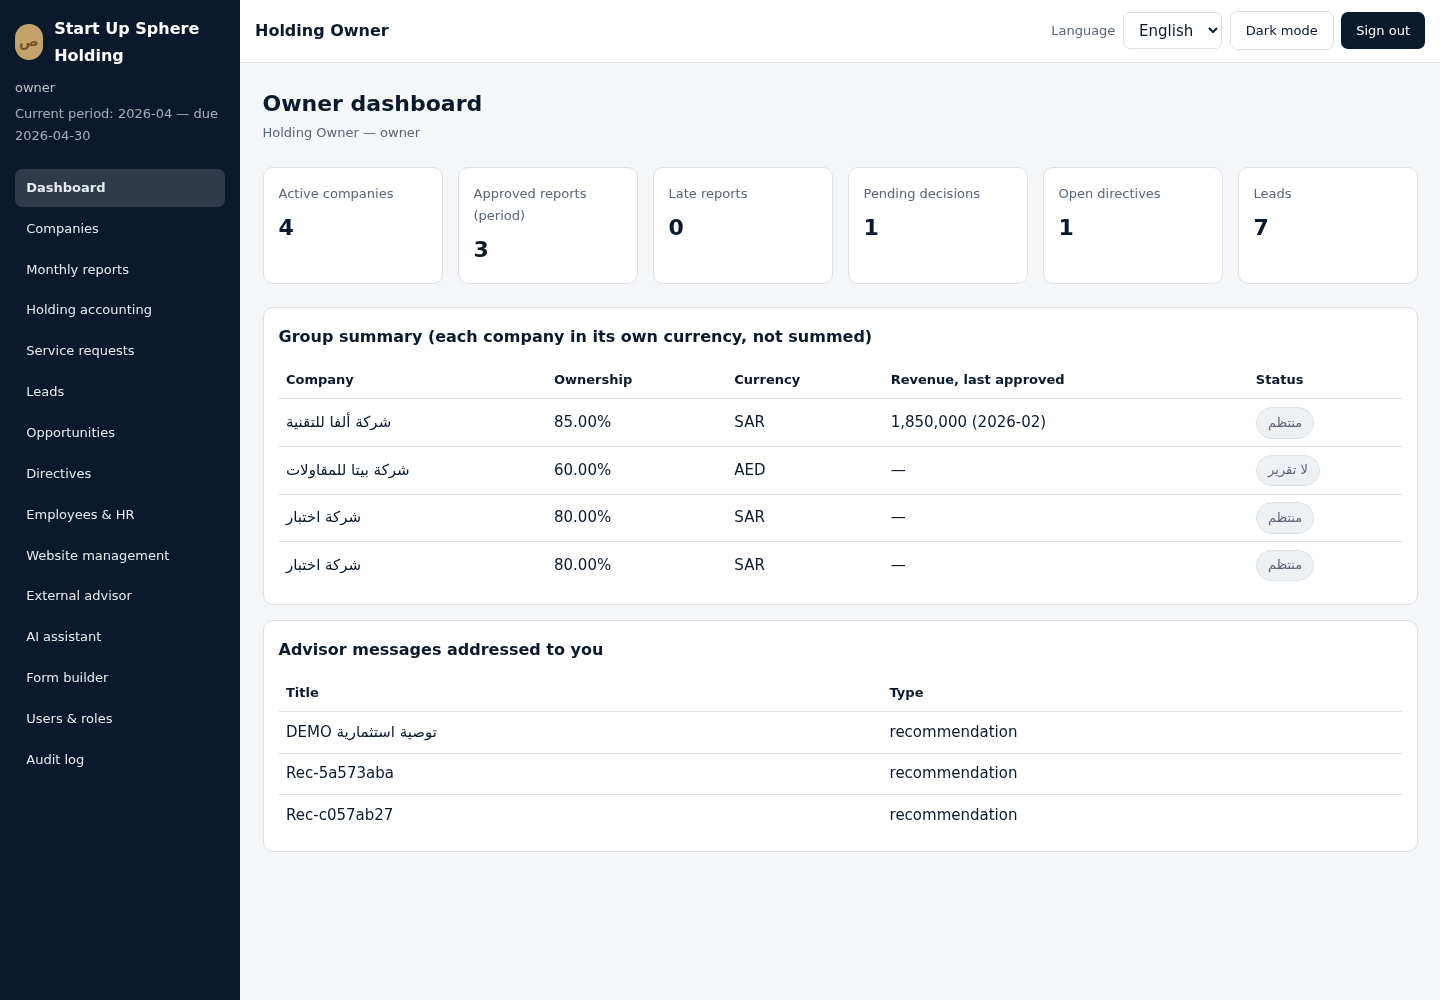 ص
Start Up Sphere
Holding
owner
Current period: 2026-04 — due
2026-04-30
Dashboard
Companies
Monthly reports
Holding accounting
Service requests
Leads
Opportunities
Directives
Employees & HR
Website management
External advisor
AI assistant
Form builder
Users & roles
Audit log
Holding Owner
Language English Dark mode Sign out
Owner dashboard
Holding Owner — owner
Active companies
4
Approved reports
(period)
3
Late reports
0
Pending decisions
1
Open directives
1
Leads
7
Group summary (each company in its own currency, not summed)
Company Ownership Currency Revenue, last approved Status
شركة ألفا للتقنية 85.00% SAR 1,850,000 (2026-02) منتظم
شركة بيتا للمقاولات 60.00% AED — لا تقرير
شركة اختبار 80.00% SAR — منتظم
شركة اختبار 80.00% SAR — منتظم
Advisor messages addressed to you
Title Type
DEMO توصية استثمارية recommendation
Rec-5a573aba recommendation
Rec-c057ab27 recommendation